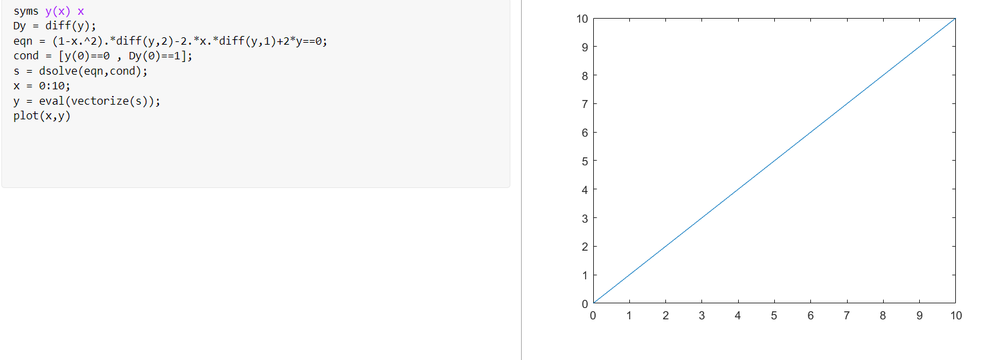 syms y(x) x
Dy = diff(y);
eqn = (1-x.^2).*diff(y,2)-2.*x.*diff(y,1)+2*y==0;
cond = [y(0)==0 , Dy(0)==1];
s = dsolve(eqn,cond);
x = 0:10;
y = eval(vectorize(s));
plot(x,y)
10
9
8
7
6
5
4
3
2
1
0
0 1 2 3 4 5 6 7 8 9 10